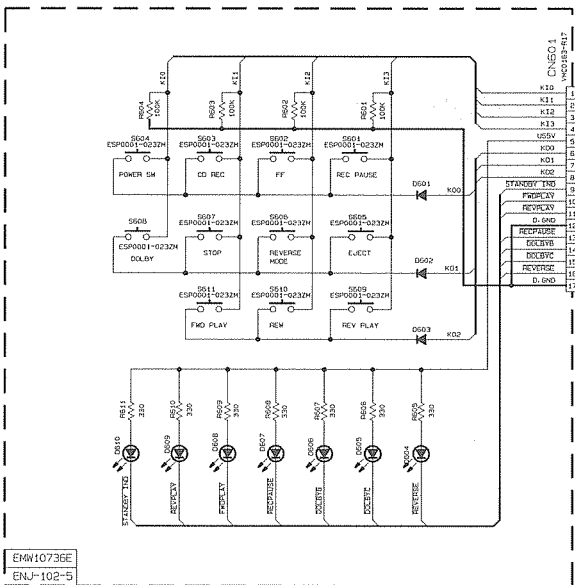 CN601
VMC0163-R17
KI0
KI1
KI2
KI3
R604
100K
R603
100K
R602
100K
R601
100K
KI0 1
KI1 2
KI2 3
KI3 4
US5V 5
KO0 6
KO1 7
KO2 8
STANDBY IND 9
FWDPLAY 10
REVPLAY 11
D.GND 12
RECPAUSE 13
DOLBYB 14
DOLBYC 15
REVERSE 16
D.GND 17
S604
ESP0001-023ZM
POWER SW
S603
ESP0001-023ZM
CD REC
S602
ESP0001-023ZM
FF
S601
ESP0001-023ZM
REC PAUSE
D601
KO0
S608
ESP0001-023ZM
DOLBY
S607
ESP0001-023ZM
STOP
S606
ESP0001-023ZM
REVERSE
MODE
S605
ESP0001-023ZM
EJECT
D602
KO1
S611
ESP0001-023ZM
FWD PLAY
S610
ESP0001-023ZM
REW
S609
ESP0001-023ZM
REV PLAY
D603
KO2
R611
330
R610
330
R609
330
R608
330
R607
330
R606
330
R605
330
D610
D609
D608
D607
D606
D605
D604
STANDBY IND
REVPLAY
FWDPLAY
RECPAUSE
DOLBYB
DOLBYC
REVERSE
EMW10736E
ENJ-102-5